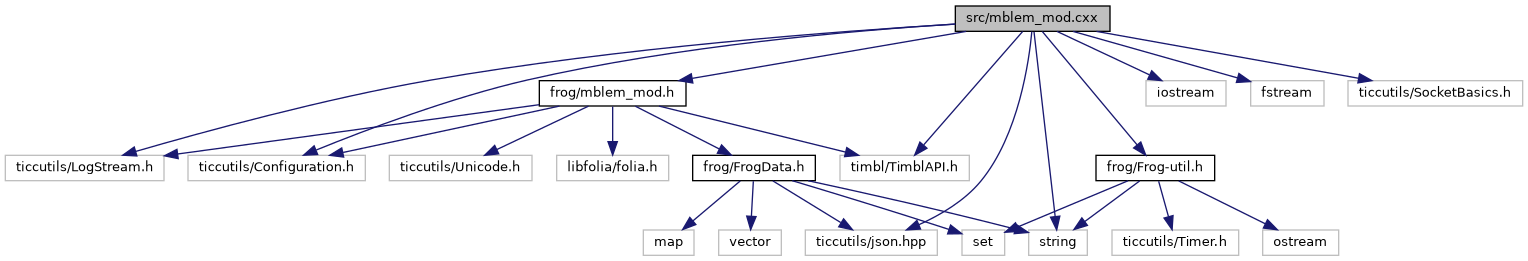 src/mblem_mod.cxx
frog/mblem_mod.h
iostream
fstream
ticcutils/SocketBasics.h
ticcutils/LogStream.h
ticcutils/Configuration.h
ticcutils/Unicode.h
libfolia/folia.h
frog/FrogData.h
timbl/TimblAPI.h
frog/Frog-util.h
map
vector
ticcutils/json.hpp
set
string
ticcutils/Timer.h
ostream